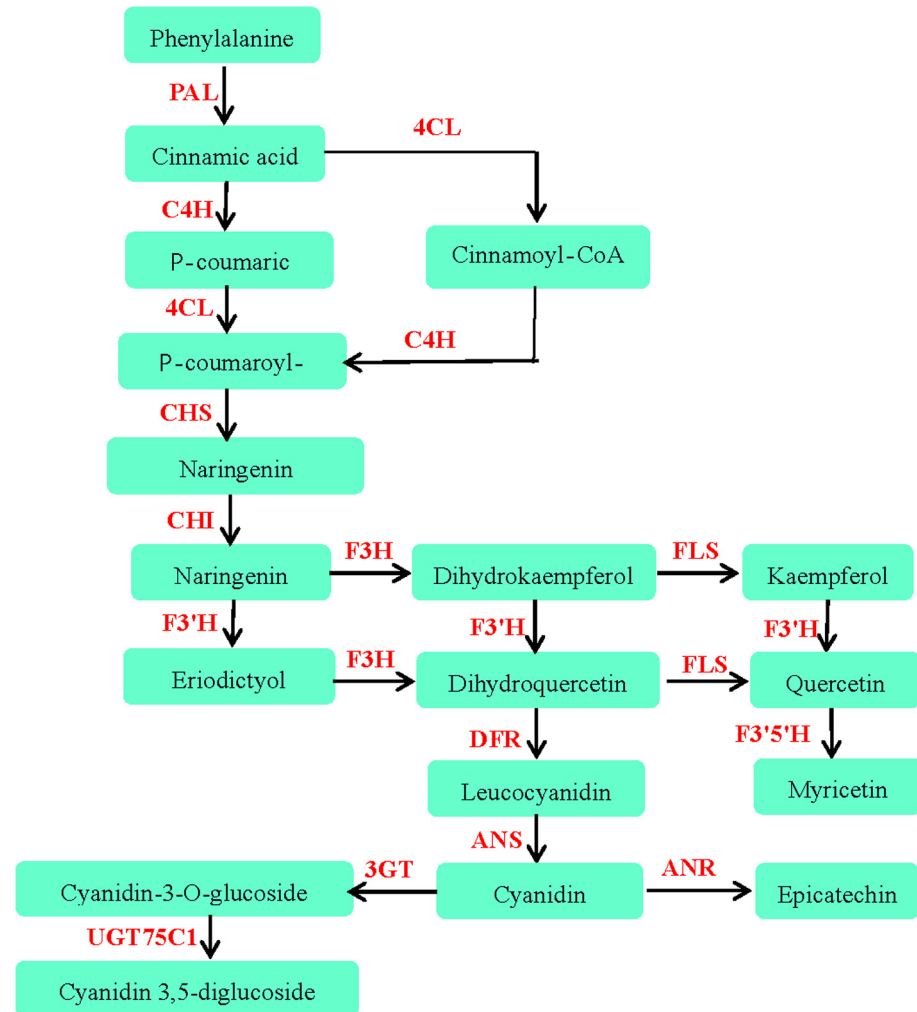 Phenylalanine
PAL
Cinnamic acid
4CL
C4H
P-coumaric
Cinnamoyl-CoA
4CL
C4H
P-coumaroyl-
CHS
Naringenin
CHI
Naringenin
F3H
Dihydrokaempferol
FLS
Kaempferol
F3'H
F3'H
F3'H
Eriodictyol
F3H
Dihydroquercetin
FLS
Quercetin
DFR
F3'5'H
Leucocyanidin
Myricetin
ANS
Cyanidin-3-O-glucoside
3GT
Cyanidin
ANR
Epicatechin
UGT75C1
Cyanidin 3,5-diglucoside